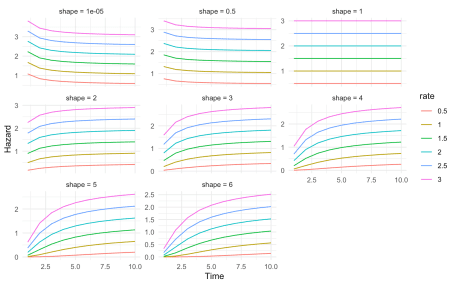 shape = 1e-05
shape = 0.5
shape = 1
3
2
1
3
2
1
3
2
1
shape = 2
shape = 3
shape = 4
3
2
1
0
2
1
0
2
1
0
2.5 5.0 7.5 10.0
shape = 5
shape = 6
2
1
0
2.5
2.0
1.5
1.0
0.5
0.0
2.5 5.0 7.5 10.0
2.5 5.0 7.5 10.0
Hazard
Time
rate
0.5
1
1.5
2
2.5
3